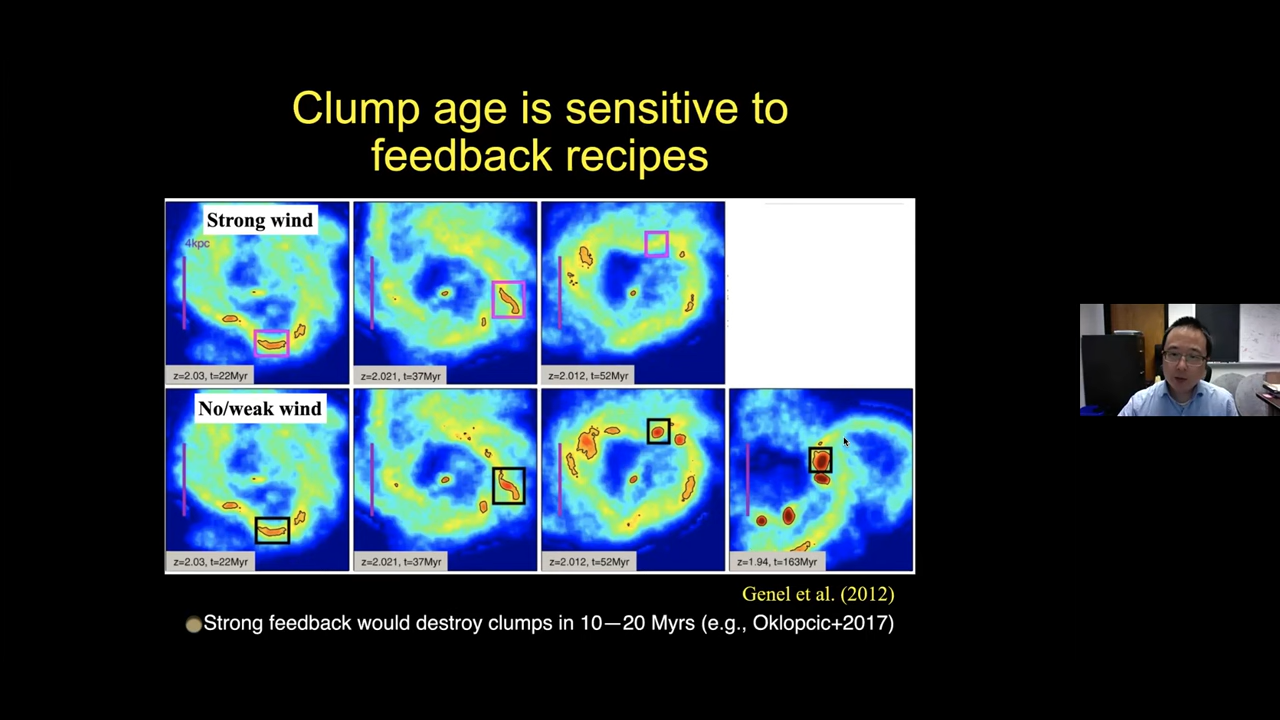 Clump age is sensitive to
feedback recipes
Strong wind
4kpc
z=2.03, t=22Myr
z=2.021, t=37Myr
z=2.012, t=52Myr
No/weak wind
z=2.03, t=22Myr
z=2.021, t=37Myr
z=2.012, t=52Myr
z=1.94, t=163Myr
Genel et al. (2012)
Strong feedback would destroy clumps in 10—20 Myrs (e.g., Oklopcic+2017)